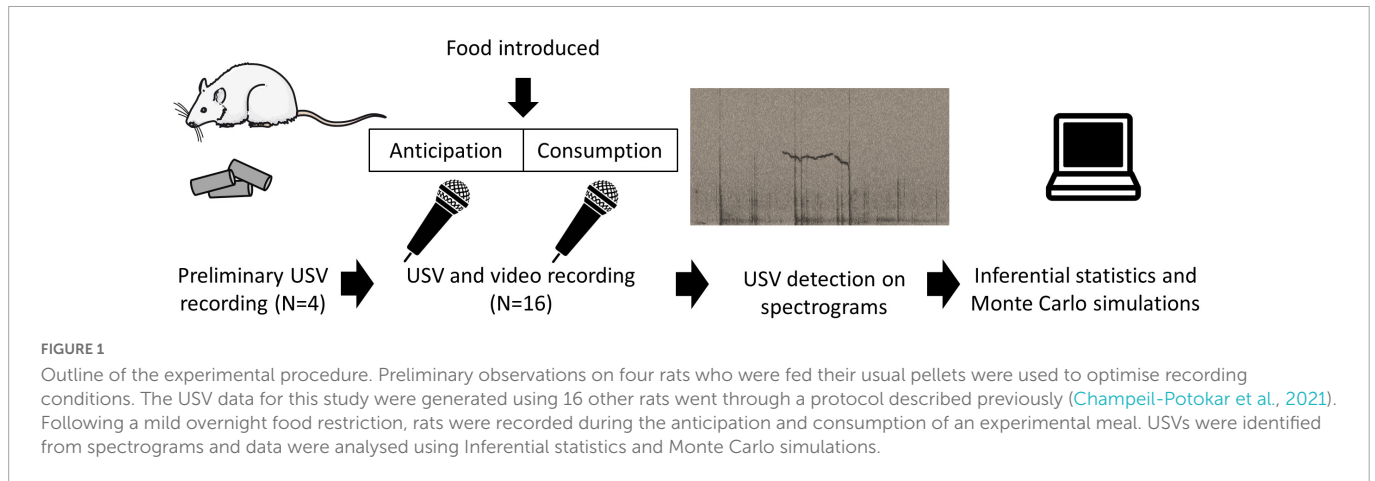 Food introduced
Anticipation
Consumption
Preliminary USV
recording (N=4)
USV and video recording
(N=16)
USV detection on
spectrograms
Inferential statistics and
Monte Carlo simulations
FIGURE 1
Outline of the experimental procedure. Preliminary observations on four rats who were fed their usual pellets were used to optimise recording
conditions. The USV data for this study were generated using 16 other rats went through a protocol described previously (Champeil-Potokar et al., 2021).
Following a mild overnight food restriction, rats were recorded during the anticipation and consumption of an experimental meal. USVs were identified
from spectrograms and data were analysed using Inferential statistics and Monte Carlo simulations.